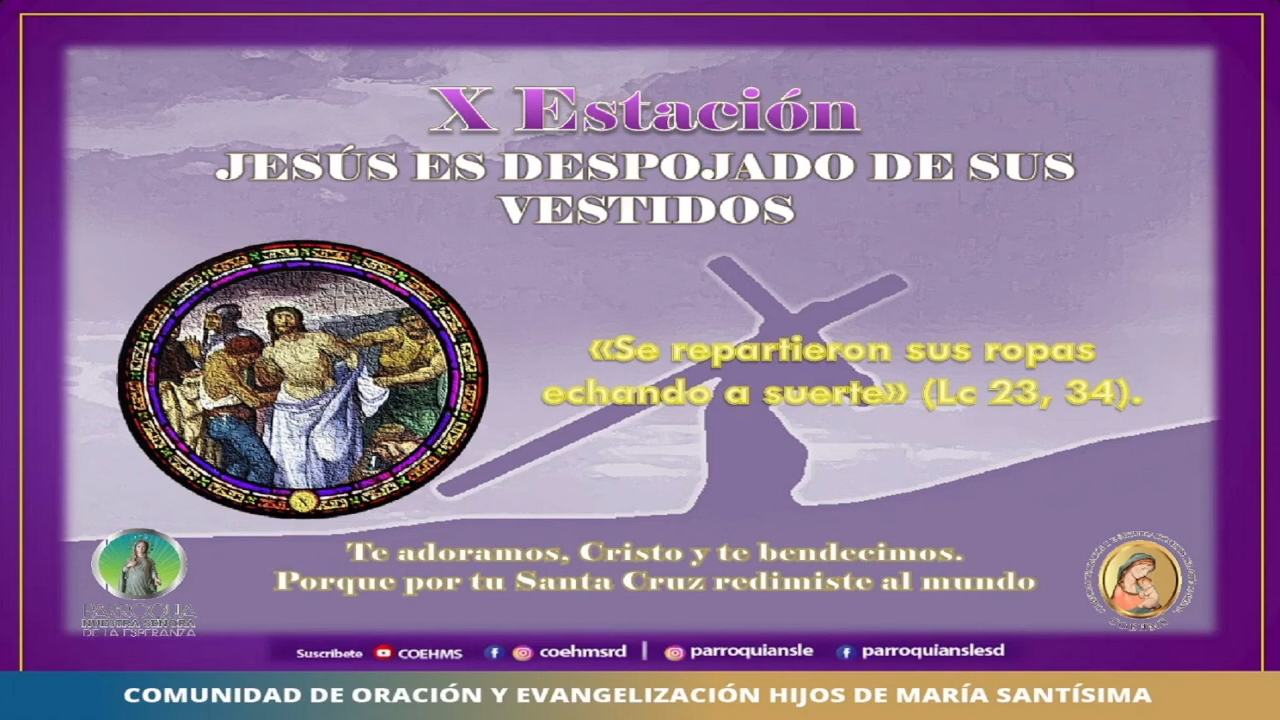 X Estación
JESÚS ES DESPOJADO DE SUS
VESTIDOS
«Se repartieron sus ropas
echando a suerte» (Lc 23, 34).
Te adoramos, Cristo y te bendecimos.
Porque por tu Santa Cruz redimiste al mundo
PARROQUIA
NUESTRA SEÑORA
DE LA ESPERANZA
COEHMS
Suscribete COEHMS coehmsrd | parroquiansle parroquianslesd
COMUNIDAD DE ORACIÓN Y EVANGELIZACIÓN HIJOS DE MARÍA SANTÍSIMA